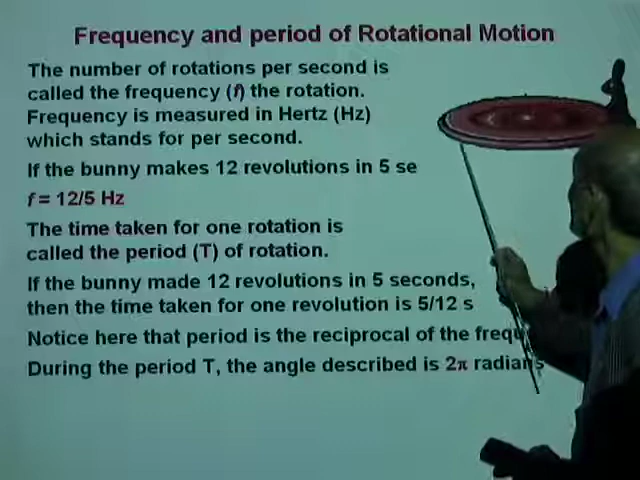 Frequency and period of Rotational Motion
The number of rotations per second is
called the frequency (f) the rotation.
Frequency is measured in Hertz (Hz)
which stands for per second.
If the bunny makes 12 revolutions in 5 se
f = 12/5 Hz
The time taken for one rotation is
called the period (T) of rotation.
If the bunny made 12 revolutions in 5 seconds,
then the time taken for one revolution is 5/12 s
Notice here that period is the reciprocal of the frequ
During the period T, the angle described is 2π radians